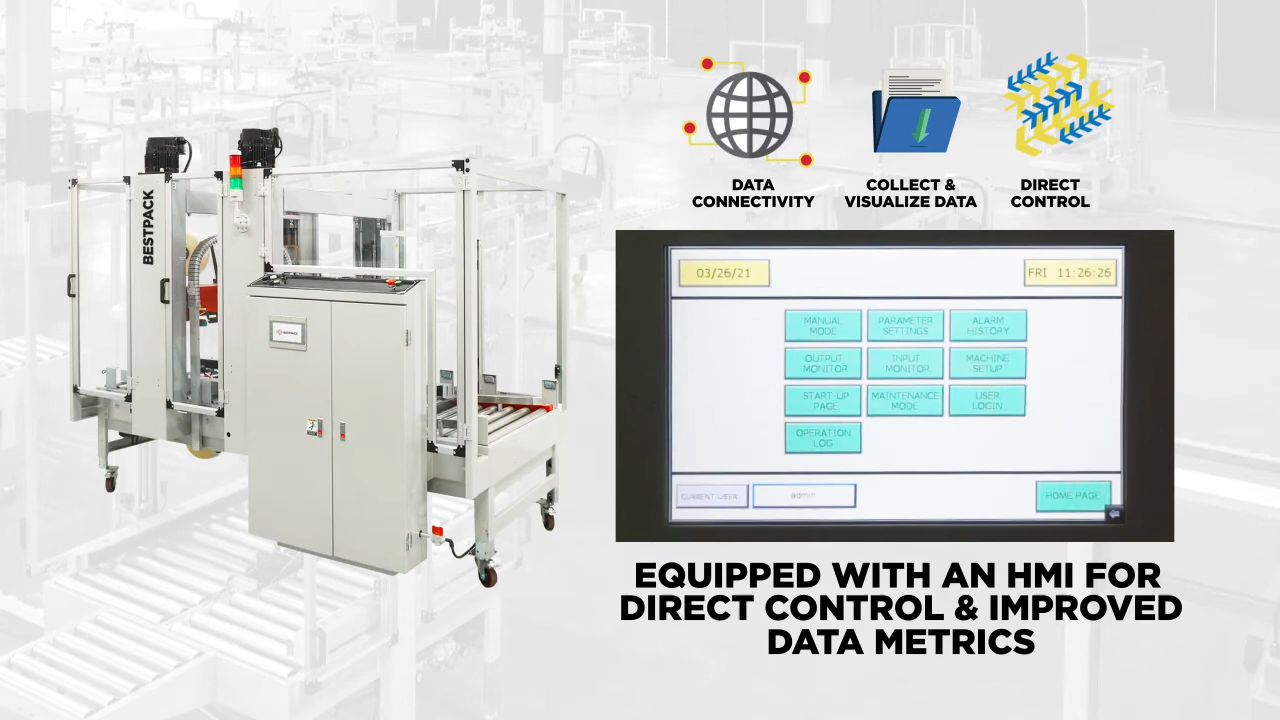 BESTPACK
DATA
CONNECTIVITY
COLLECT &
VISUALIZE DATA
DIRECT
CONTROL
03/26/21
FRI 11:26:26
MANUAL
MODE
PARAMETER
SETTINGS
ALARM
HISTORY
OUTPUT
MONITOR
INPUT
MONITOR
MACHINE
SETUP
START-UP
PAGE
MAINTENANCE
MODE
USER
LOGIN
OPERATION
LOG
CURRENT USER:
admin
HOME PAGE
EQUIPPED WITH AN HMI FOR
DIRECT CONTROL & IMPROVED
DATA METRICS